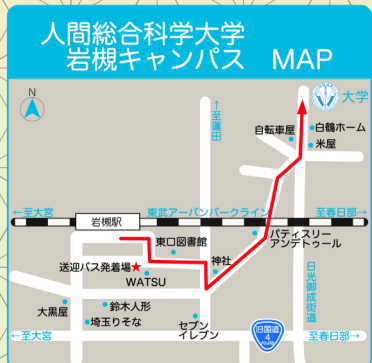 人間総合科学大学
岩槻キャンパス MAP
N
大学
←至蓮田
自転車屋
白鶴ホーム
米屋
←至大宮
岩槻駅
東武アーバンパークライン
至春日部→
東口図書館
パティスリー
アンデトゥール
送迎バス発着場★
神社
WATSU
日光御成街道
大黒屋
鈴木人形
埼玉りそな
セブン
イレブン
旧国道
4
ROUTE
←至大宮
至春日部→